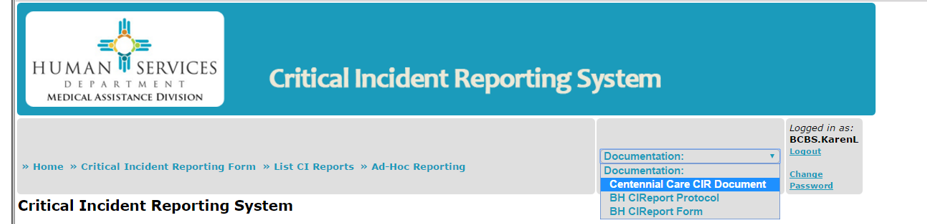 HUMAN SERVICES
DEPARTMENT
MEDICAL ASSISTANCE DIVISION
Critical Incident Reporting System
» Home » Critical Incident Reporting Form » List CI Reports » Ad-Hoc Reporting
Documentation:
Documentation:
Centennial Care CIR Document
BH CIReport Protocol
BH CIReport Form
Logged in as:
BCBS.KarenL
Logout
Change
Password
Critical Incident Reporting System